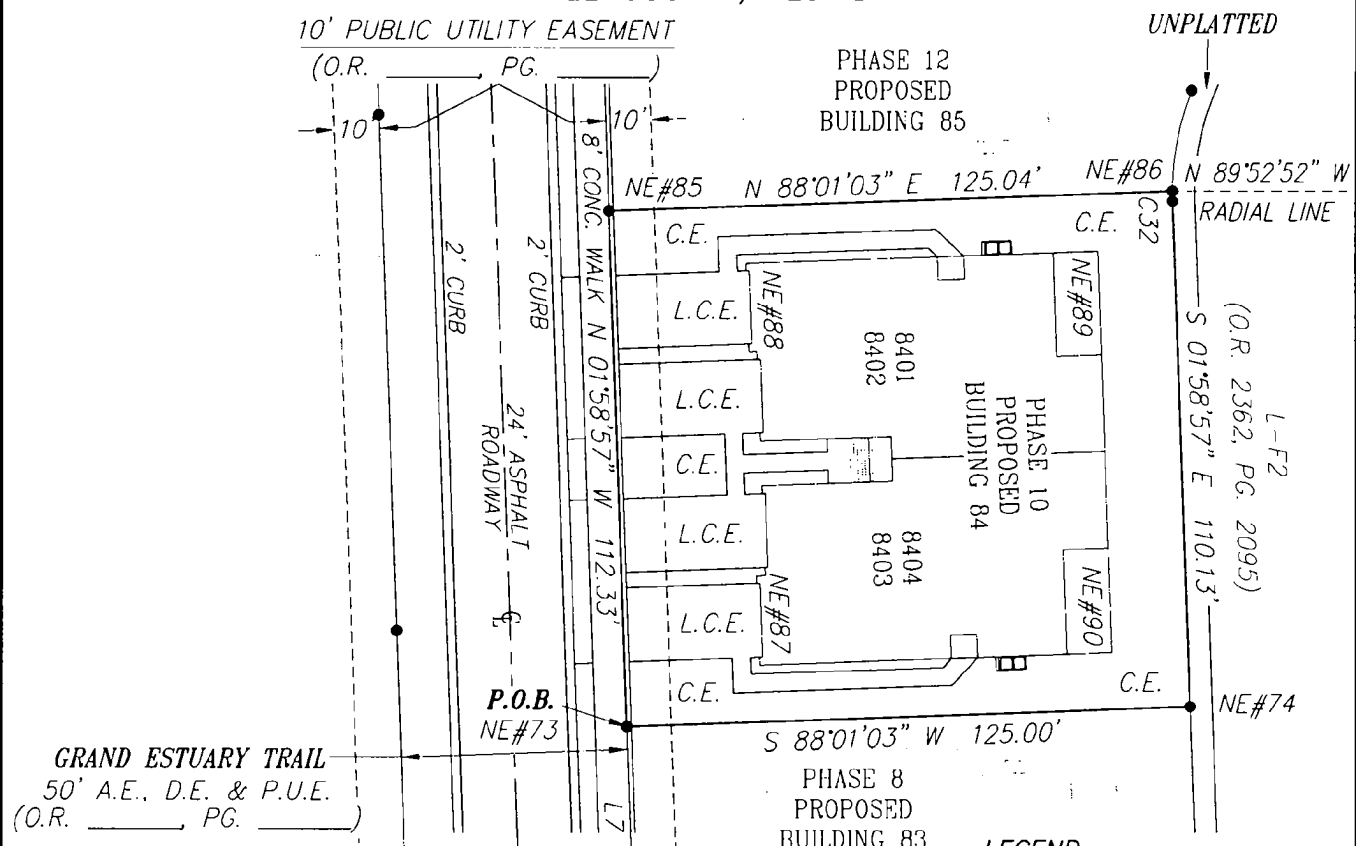 10' PUBLIC UTILITY EASEMENT
(O.R. ______, PG. ______)
UNPLATTED
PHASE 12
PROPOSED
BUILDING 85
10'
10'
8' CONC. WALK N 01°58'57" W 112.33'
NE#85 N 88°01'03" E 125.04' NE#86 N 89°52'52" W
RADIAL LINE
C32
C.E.
C.E.
2' CURB
2' CURB
L.C.E.
NE#88
NE#89
8401
8402
L.C.E.
PHASE 10
PROPOSED
BUILDING 84
S 01°58'57" E 110.13'
L-F2
(O.R. 2362, PG. 2095)
24' ASPHALT
ROADWAY
C.E.
L.C.E.
8404
8403
NE#87
NE#90
L.C.E.
C.E.
C.E.
P.O.B.
NE#73
NE#74
S 88°01'03" W 125.00'
GRAND ESTUARY TRAIL
50' A.E., D.E. & P.U.E.
(O.R. ______, PG. ______)
L7
PHASE 8
PROPOSED
BUILDING 83
LEGEND